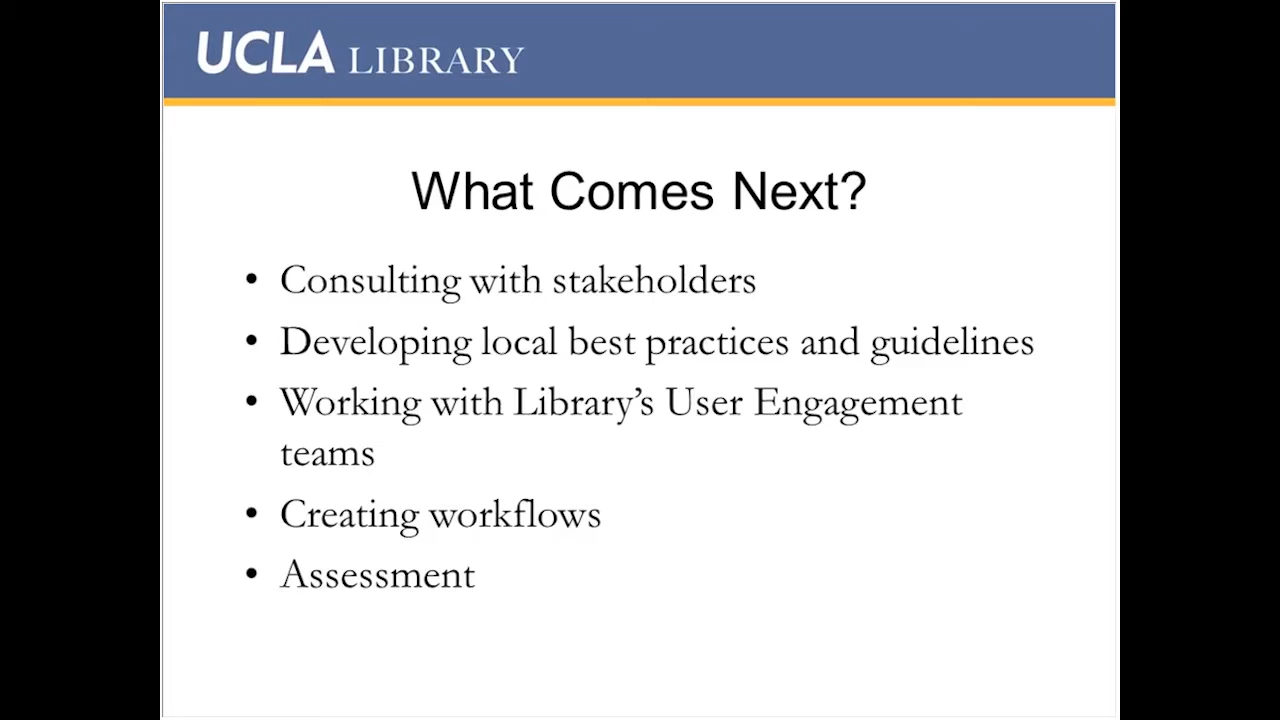 UCLA LIBRARY
What Comes Next?
• Consulting with stakeholders
• Developing local best practices and guidelines
• Working with Library’s User Engagement
teams
• Creating workflows
• Assessment